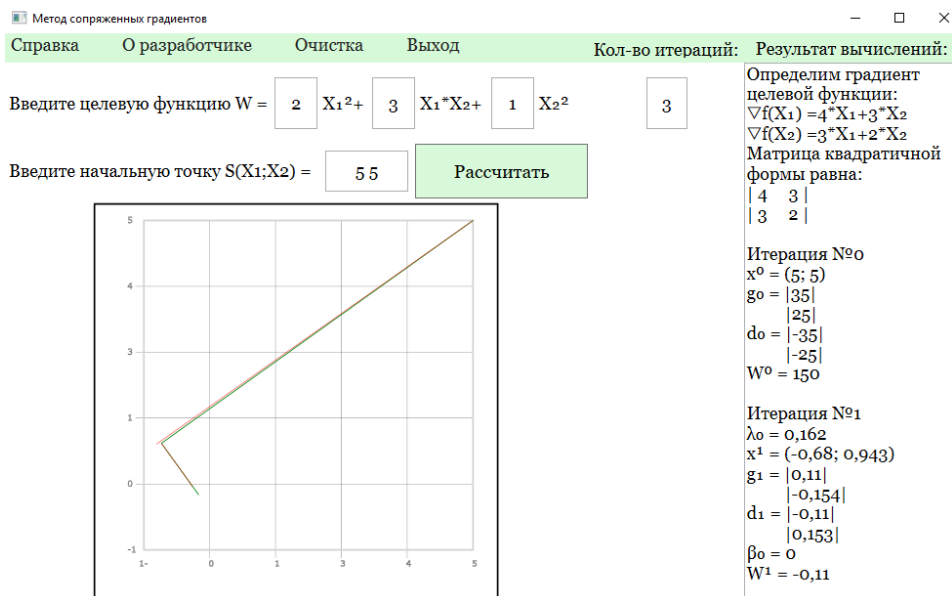 Метод сопряженных градиентов
Справка О разработчике Очистка Выход Кол-во итераций: Результат вычислений:
Введите целевую функцию W = 2 X₁²+ 3 X₁*X₂+ 1 X₂² 3
Введите начальную точку S(X1;X2) = 5 5 Рассчитать
5
4
3
1
0
-1
1- 0 1 3 4 5
Определим градиент
целевой функции:
▽f(X₁) =4*X₁+3*X₂
▽f(X₂) =3*X₁+2*X₂
Матрица квадратичной
формы равна:
| 4 3 |
| 3 2 |
Итерация №0
x⁰ = (5; 5)
g₀ = |35|
|25|
d₀ = |-35|
|-25|
W⁰ = 150
Итерация №1
λ₀ = 0,162
x¹ = (-0,68; 0,943)
g₁ = |0,11|
|-0,154|
d₁ = |-0,11|
|0,153|
β₀ = 0
W¹ = -0,11